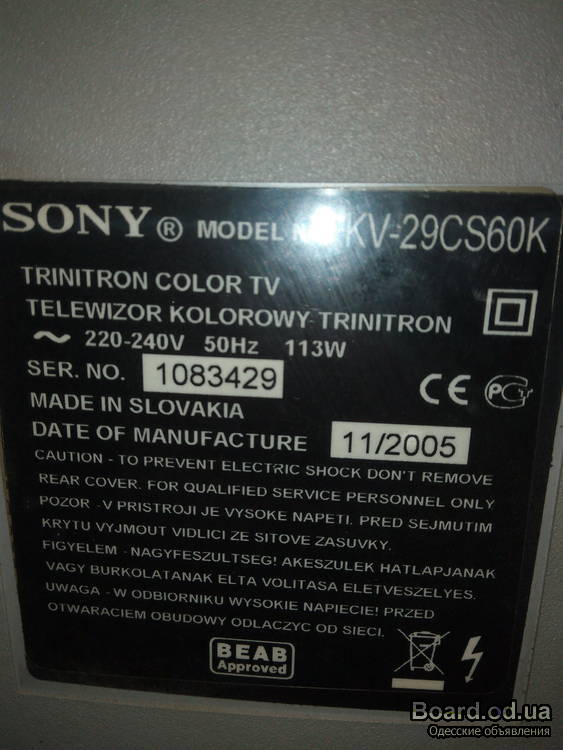 SONY ® MODEL KV-29CS60K
TRINITRON COLOR TV
TELEWIZOR KOLOROWY TRINITRON
~ 220-240V 50Hz 113W
SER. NO. 1083429
CE РСТ
MADE IN SLOVAKIA
DATE OF MANUFACTURE 11/2005
CAUTION - TO PREVENT ELECTRIC SHOCK DON'T REMOVE
REAR COVER. FOR QUALIFIED SERVICE PERSONNEL ONLY
POZOR - V PRISTROJI JE VYSOKE NAPETI. PRED SEJMUTIM
KRYTU VYJMOUT VIDLICI ZE SITOVE ZASUVKY.
FIGYELEM - NAGYFESZULTSEG! AKESZULEK HATLAPJANAK
VAGY BURKOLATANAK ELTA VOLITASA ELETVESZELYES.
UWAGA - W ODBIORNIKU WYSOKIE NAPIECIE! PRZED
OTWARACIEM OBUDOWY ODLACZYC OD SIECI.
BEAB
Approved
Board.od.ua
Одесские объявления